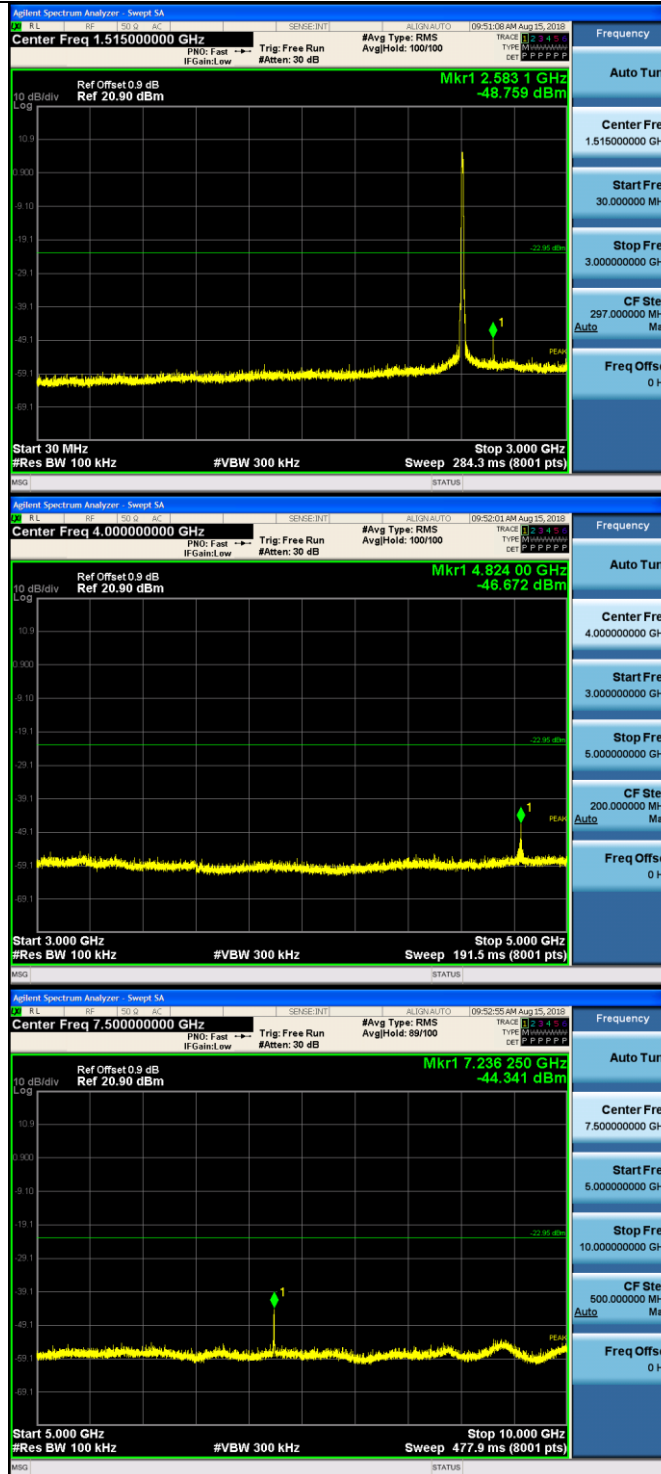 Agilent Spectrum Analyzer - Swept SA
RL RF 50 Ω AC SENSE:INT ALIGN AUTO 09:51:08 AM Aug 15, 2018
Center Freq 1.515000000 GHz
#Avg Type: RMS
TRACE 1 2 3 4 5 6
PNO: Fast
Trig: Free Run
Avg|Hold: 100/100
TYPE M
IFGain:Low
#Atten: 30 dB
DET P P P P P P
Frequency
Mkr1 2.583 1 GHz
-48.759 dBm
Ref Offset 0.9 dB
10 dB/div Ref 20.90 dBm
Log
10.9
0.900
-9.10
-19.1
-22.95 dBm
-29.1
-39.1
1
-49.1
PEAK
-59.1
-69.1
Start 30 MHz Stop 3.000 GHz
#Res BW 100 kHz #VBW 300 kHz Sweep 284.3 ms (8001 pts)
MSG STATUS
Auto Tun
Center Fre
1.515000000 GH
Start Fre
30.000000 MH
Stop Fre
3.000000000 GH
CF Ste
297.000000 MH
Auto Ma
Freq Offse
0 H
Agilent Spectrum Analyzer - Swept SA
RL RF 50 Ω AC SENSE:INT ALIGN AUTO 09:52:01 AM Aug 15, 2018
Center Freq 4.000000000 GHz
#Avg Type: RMS
TRACE 1 2 3 4 5 6
PNO: Fast
Trig: Free Run
Avg|Hold: 100/100
TYPE M
IFGain:Low
#Atten: 30 dB
DET P P P P P P
Frequency
Mkr1 4.824 00 GHz
-46.672 dBm
Ref Offset 0.9 dB
10 dB/div Ref 20.90 dBm
Log
10.9
0.900
-9.10
-19.1
-22.95 dBm
-29.1
-39.1
1
PEAK
-49.1
-59.1
-69.1
Start 3.000 GHz Stop 5.000 GHz
#Res BW 100 kHz #VBW 300 kHz Sweep 191.5 ms (8001 pts)
MSG STATUS
Auto Tun
Center Fre
4.000000000 GH
Start Fre
3.000000000 GH
Stop Fre
5.000000000 GH
CF Ste
200.000000 MH
Auto Ma
Freq Offse
0 H
Agilent Spectrum Analyzer - Swept SA
RL RF 50 Ω AC SENSE:INT ALIGN AUTO 09:52:55 AM Aug 15, 2018
Center Freq 7.500000000 GHz
#Avg Type: RMS
TRACE 1 2 3 4 5 6
PNO: Fast
Trig: Free Run
Avg|Hold: 89/100
TYPE M
IFGain:Low
#Atten: 30 dB
DET P P P P P P
Frequency
Mkr1 7.236 250 GHz
-44.341 dBm
Ref Offset 0.9 dB
10 dB/div Ref 20.90 dBm
Log
10.9
0.900
-9.10
-19.1
-22.95 dBm
-29.1
-39.1
1
-49.1
PEAK
-59.1
-69.1
Start 5.000 GHz Stop 10.000 GHz
#Res BW 100 kHz #VBW 300 kHz Sweep 477.9 ms (8001 pts)
MSG STATUS
Auto Tun
Center Fre
7.500000000 GH
Start Fre
5.000000000 GH
Stop Fre
10.000000000 GH
CF Ste
500.000000 MH
Auto Ma
Freq Offse
0 H